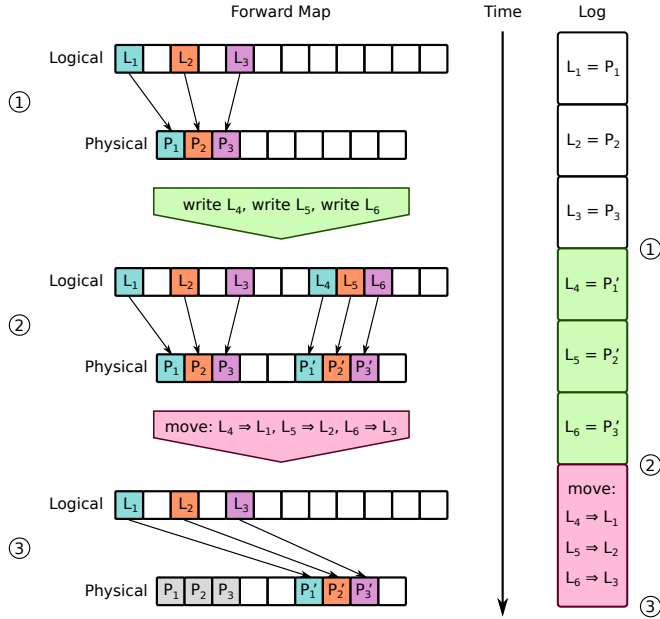 Forward Map
Time
Log
Logical L₁ L₂ L₃
①
Physical P₁ P₂ P₃
write L₄, write L₅, write L₆
Logical L₁ L₂ L₃ L₄ L₅ L₆
②
Physical P₁ P₂ P₃ P₁′ P₂′ P₃′
move: L₄ ⇒ L₁, L₅ ⇒ L₂, L₆ ⇒ L₃
Logical L₁ L₂ L₃
③
Physical P₁ P₂ P₃ P₁′ P₂′ P₃′
L₁ = P₁
L₂ = P₂
L₃ = P₃
①
L₄ = P₁′
L₅ = P₂′
L₆ = P₃′
②
move:
L₄ ⇒ L₁
L₅ ⇒ L₂
L₆ ⇒ L₃
③